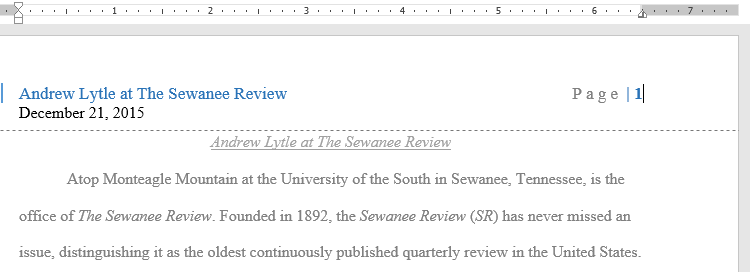 1 2 3 4 5 6 7
Andrew Lytle at The Sewanee Review Page | 1
December 21, 2015
Andrew Lytle at The Sewanee Review
Atop Monteagle Mountain at the University of the South in Sewanee, Tennessee, is the
office of The Sewanee Review. Founded in 1892, the Sewanee Review (SR) has never missed an
issue, distinguishing it as the oldest continuously published quarterly review in the United States.